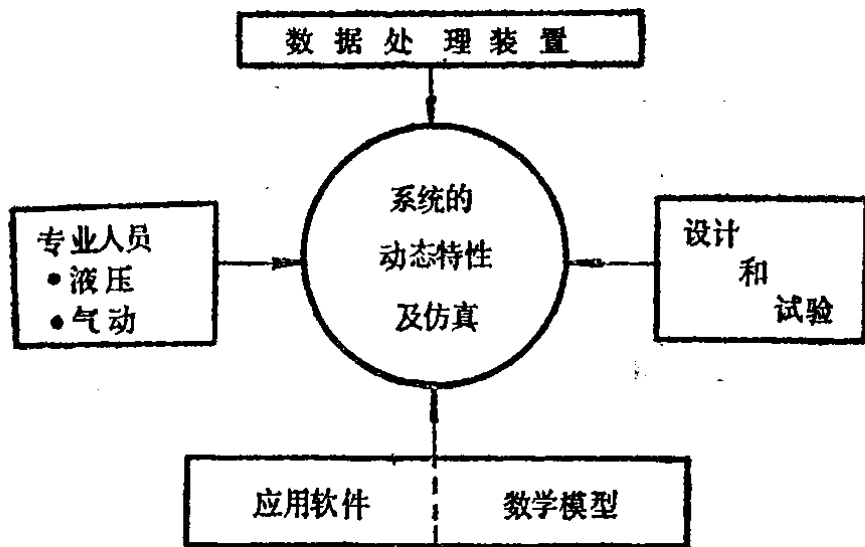 数据处理装置
系统的
动态特性
及仿真
专业人员
•液压
•气动
设计
和
试验
应用软件
数学模型